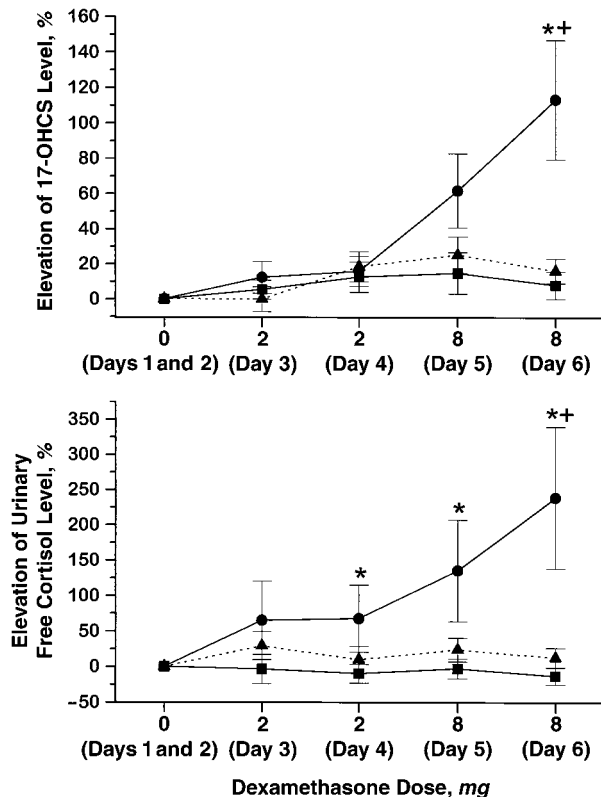 Elevation of 17-OHCS Level, %
160
140
120
100
80
60
40
20
0
*+
0 2 2 8 8
(Days 1 and 2) (Day 3) (Day 4) (Day 5) (Day 6)
Elevation of Urinary
Free Cortisol Level, %
350
300
250
200
150
100
50
0
−50
*
*
*+
0 2 2 8 8
(Days 1 and 2) (Day 3) (Day 4) (Day 5) (Day 6)
Dexamethasone Dose, mg